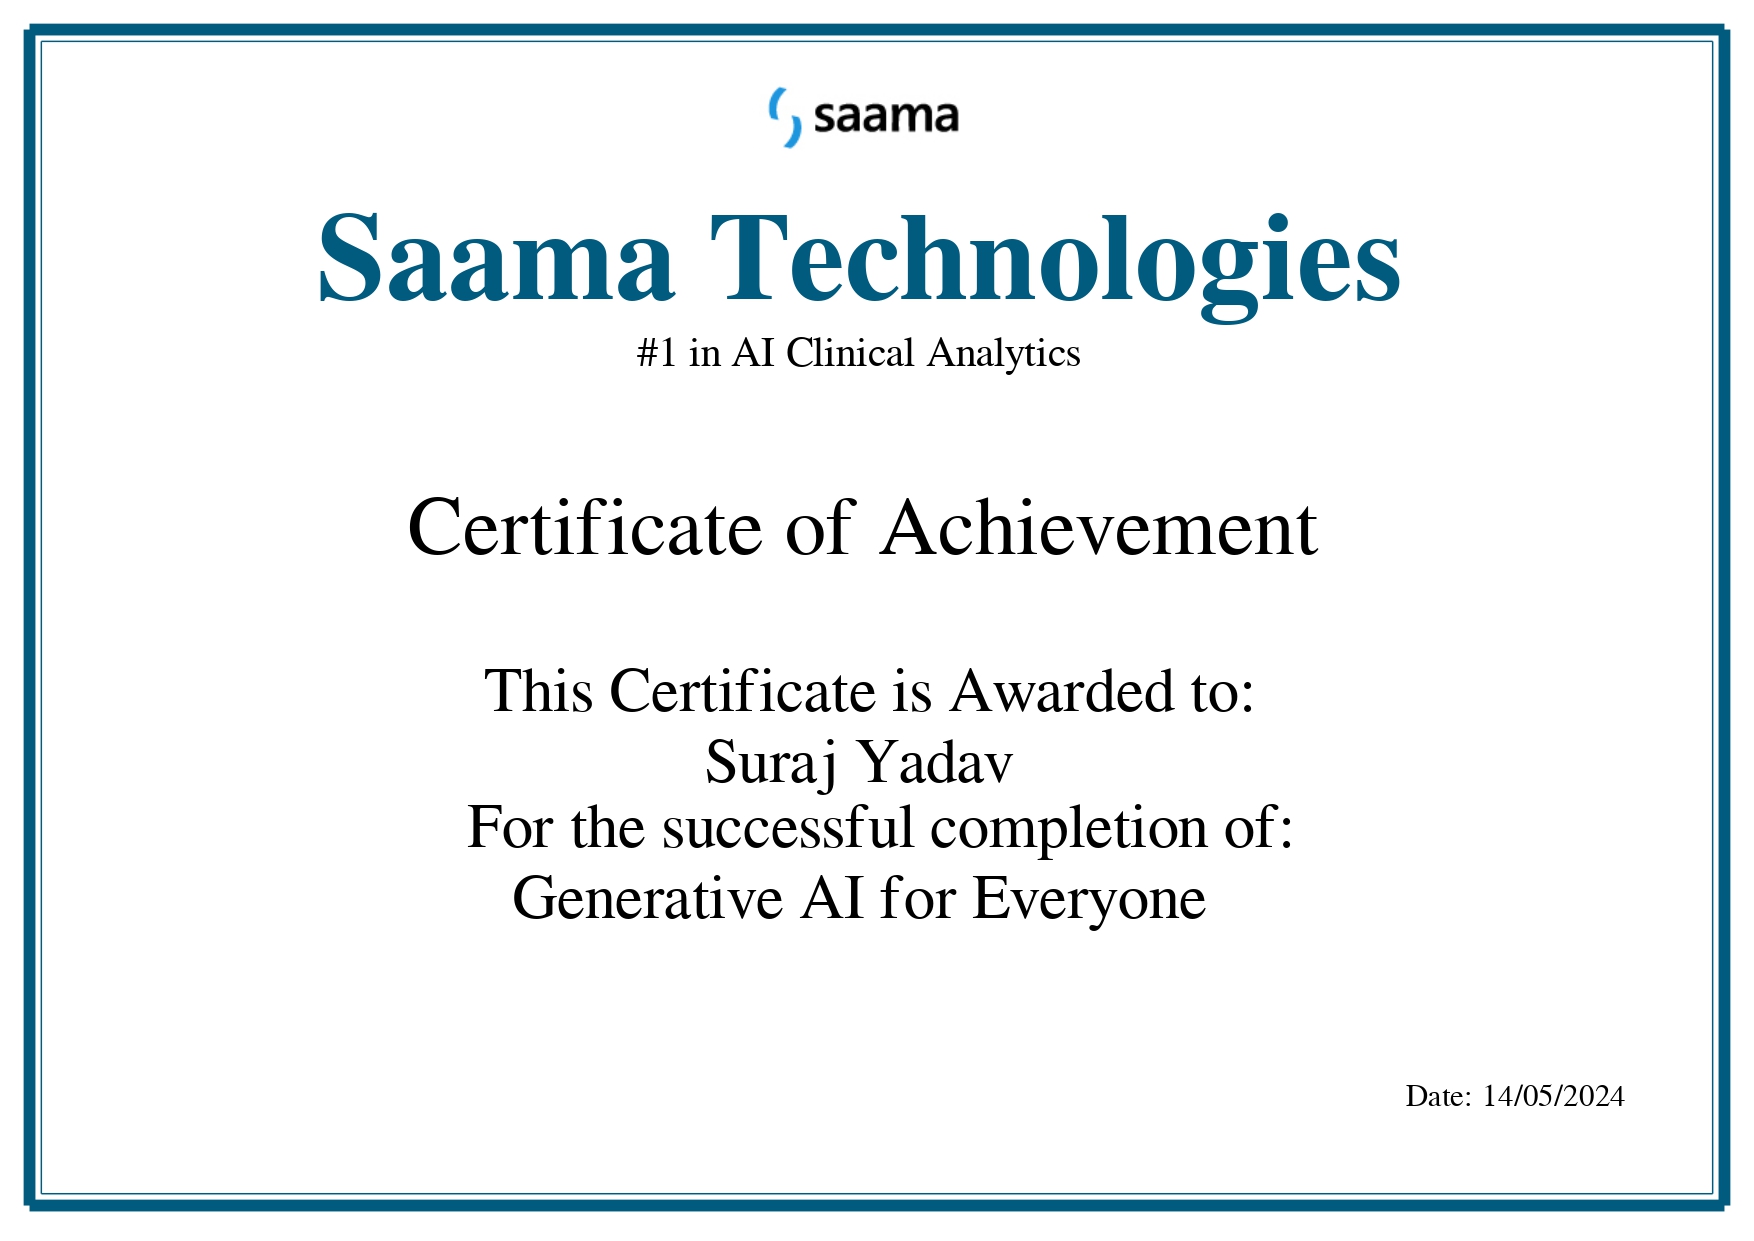 saama
Saama Technologies
#1 in AI Clinical Analytics
Certificate of Achievement
This Certificate is Awarded to:
Suraj Yadav
For the successful completion of:
Generative AI for Everyone
Date: 14/05/2024